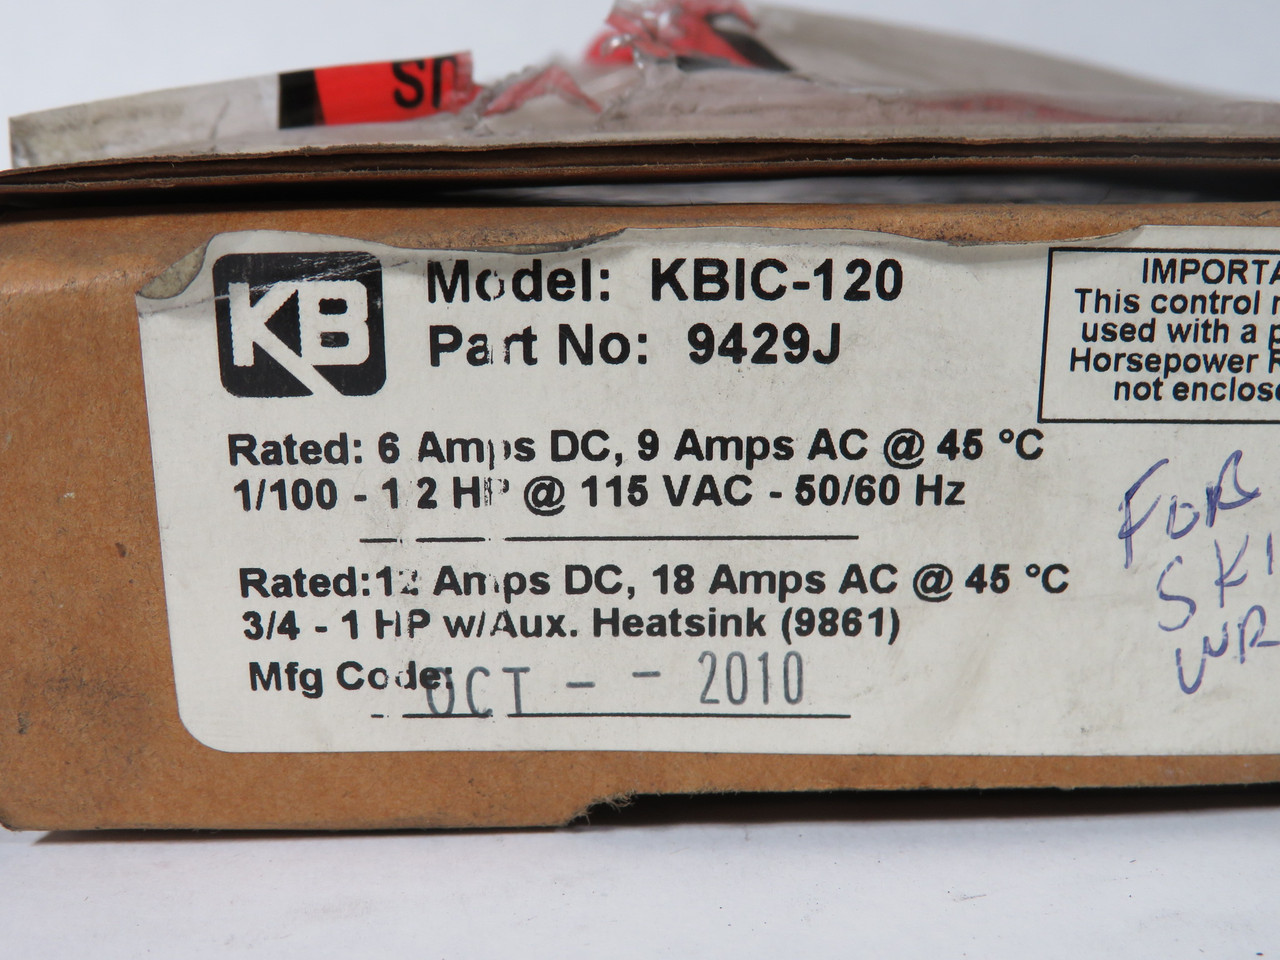 KB
Model: KBIC-120
Part No: 9429J
IMPORTA
This control
used with a
Horsepower
not enclose
Rated: 6 Amps DC, 9 Amps AC @ 45 °C
1/100 - 1 2 HP @ 115 VAC - 50/60 Hz
Rated: 12 Amps DC, 18 Amps AC @ 45 °C
3/4 - 1 HP w/Aux. Heatsink (9861)
Mfg Code: OCT - - 2010
FOR
SKI
WR